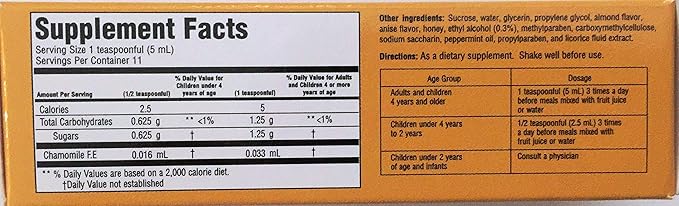 Supplement Facts
Serving Size 1 teaspoonful (5 mL)
Servings Per Container 11
Amount Per Serving (1/2 teaspoonful) % Daily Value for Children under 4 years of age (1 teaspoonful) % Daily Value for Adults and Children 4 or more years of age
Calories 2.5 5
Total Carbohydrates 0.625 g ** <1% 1.25 g **<1%
Sugars 0.625 g † 1.25 g †
Chamomile F.E 0.016 mL † 0.033 mL †
** % Daily Values are based on a 2,000 calorie diet.
†Daily Value not established
Other ingredients: Sucrose, water, glycerin, propylene glycol, almond flavor,
anise flavor, honey, ethyl alcohol (0.3%), methylparaben, carboxymethylcellulose,
sodium saccharin, peppermint oil, propylparaben, and licorice fluid extract.
Directions: As a dietary supplement. Shake well before use.
Age Group Dosage
Adults and children 4 years and older 1 teaspoonful (5 mL) 3 times a day before meals mixed with fruit juice or water
Children under 4 years to 2 years 1/2 teaspoonful (2.5 mL) 3 times a day before meals mixed with fruit juice or water
Children under 2 years of age and infants Consult a physician